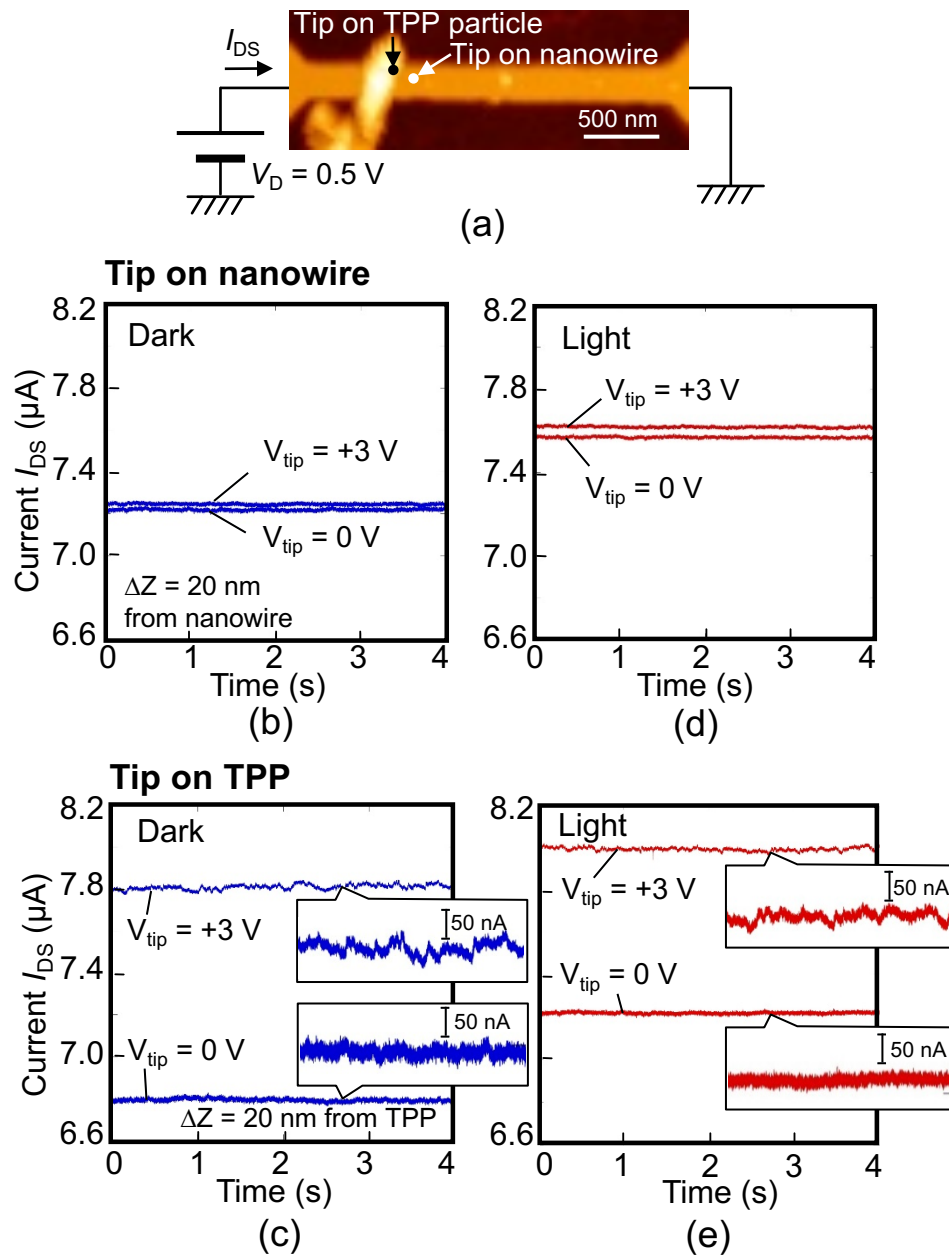 Tip on TPP particle
I_DS
Tip on nanowire
500 nm
V_D = 0.5 V
(a)
Tip on nanowire
Current I_DS (µA)
8.2
7.8
7.4
7.0
6.6
Dark
V_tip = +3 V
V_tip = 0 V
ΔZ = 20 nm
from nanowire
0 1 2 3 4
Time (s)
(b)
8.2
7.8
7.4
7.0
6.6
Light
V_tip = +3 V
V_tip = 0 V
0 1 2 3 4
Time (s)
(d)
Tip on TPP
Current I_DS (µA)
8.2
7.8
7.4
7.0
6.6
Dark
V_tip = +3 V
50 nA
50 nA
V_tip = 0 V
ΔZ = 20 nm from TPP
0 1 2 3 4
Time (s)
(c)
8.2
6.6
Light
V_tip = +3 V
50 nA
V_tip = 0 V
50 nA
0 1 2 3 4
Time (s)
(e)